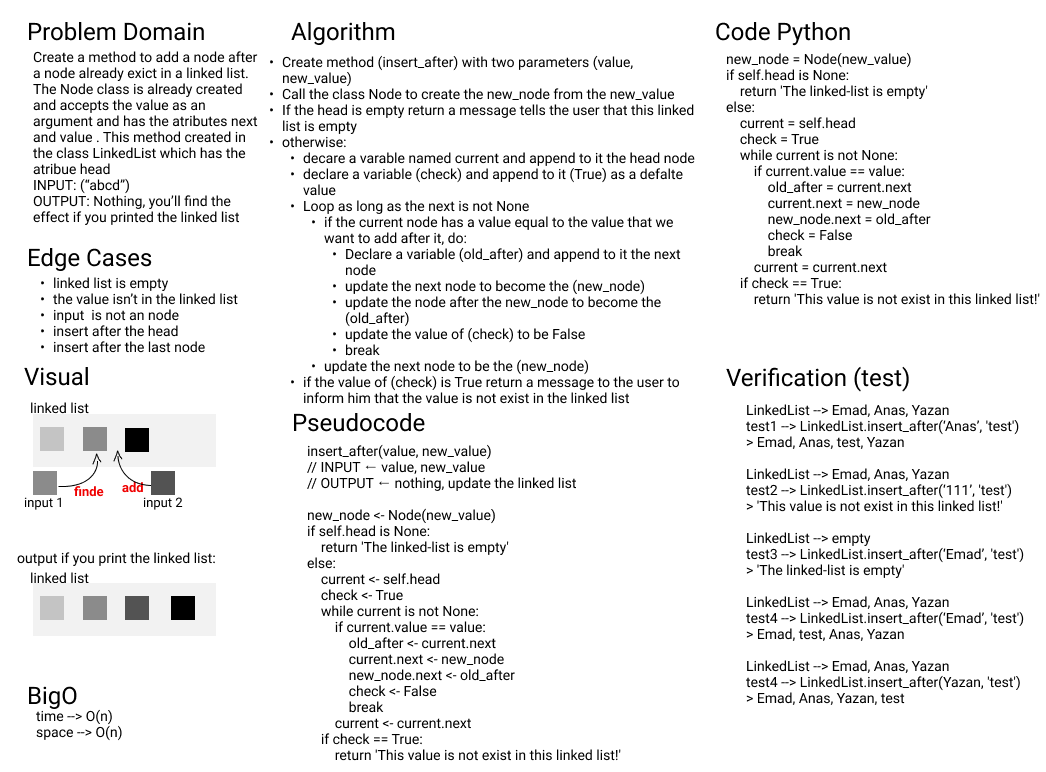 Problem Domain
Create a method to add a node after
a node already exict in a linked list.
The Node class is already created
and accepts the value as an
argument and has the atributes next
and value . This method created in
the class LinkedList which has the
atribue head
INPUT: (“abcd”)
OUTPUT: Nothing, you’ll find the
effect if you printed the linked list
Edge Cases
• linked list is empty
• the value isn’t in the linked list
• input is not an node
• insert after the head
• insert after the last node
Visual
linked list
finde
add
input 1
input 2
output if you print the linked list:
linked list
BigO
time --> O(n)
space --> O(n)
Algorithm
• Create method (insert_after) with two parameters (value,
new_value)
• Call the class Node to create the new_node from the new_value
• If the head is empty return a message tells the user that this linked
list is empty
• otherwise:
• decare a varable named current and append to it the head node
• declare a variable (check) and append to it (True) as a defalte
value
• Loop as long as the next is not None
• if the current node has a value equal to the value that we
want to add after it, do:
• Declare a variable (old_after) and append to it the next
node
• update the next node to become the (new_node)
• update the node after the new_node to become the
(old_after)
• update the value of (check) to be False
• break
• update the next node to be the (new_node)
• if the value of (check) is True return a message to the user to
inform him that the value is not exist in the linked list
Pseudocode
insert_after(value, new_value)
// INPUT ← value, new_value
// OUTPUT ← nothing, update the linked list
new_node <- Node(new_value)
if self.head is None:
return 'The linked-list is empty'
else:
current <- self.head
check <- True
while current is not None:
if current.value == value:
old_after <- current.next
current.next <- new_node
new_node.next <- old_after
check <- False
break
current <- current.next
if check == True:
return 'This value is not exist in this linked list!'
Code Python
new_node = Node(new_value)
if self.head is None:
return 'The linked-list is empty'
else:
current = self.head
check = True
while current is not None:
if current.value == value:
old_after = current.next
current.next = new_node
new_node.next = old_after
check = False
break
current = current.next
if check == True:
return 'This value is not exist in this linked list!'
Verification (test)
LinkedList --> Emad, Anas, Yazan
test1 --> LinkedList.insert_after(‘Anas’, 'test')
> Emad, Anas, test, Yazan
LinkedList --> Emad, Anas, Yazan
test2 --> LinkedList.insert_after(‘111’, 'test')
> 'This value is not exist in this linked list!'
LinkedList --> empty
test3 --> LinkedList.insert_after(‘Emad’, 'test')
> 'The linked-list is empty'
LinkedList --> Emad, Anas, Yazan
test4 --> LinkedList.insert_after(‘Emad’, 'test')
> Emad, test, Anas, Yazan
LinkedList --> Emad, Anas, Yazan
test4 --> LinkedList.insert_after(Yazan, 'test')
> Emad, Anas, Yazan, test